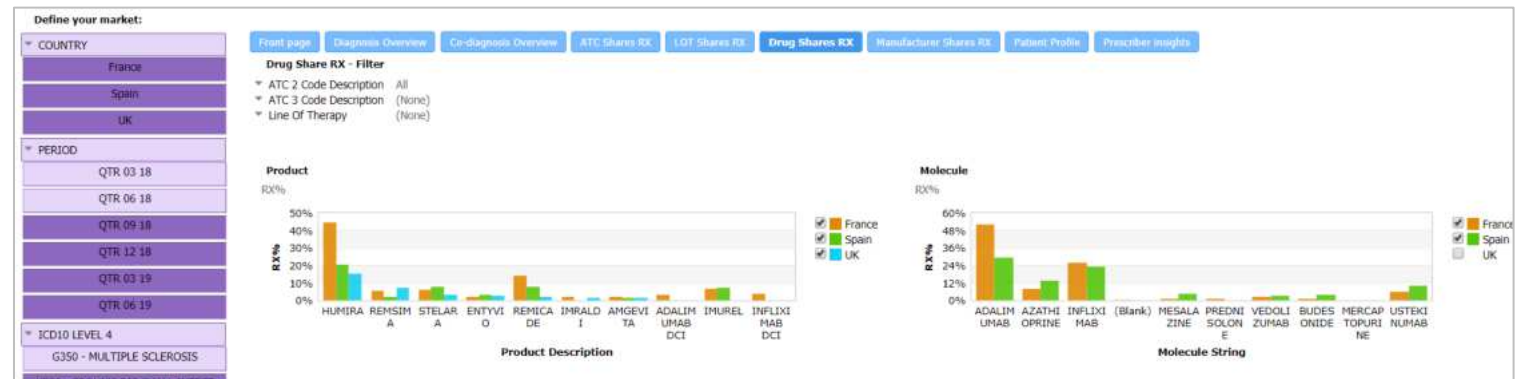 Define your market:
COUNTRY
France
Spain
UK
PERIOD
QTR 03 18
QTR 06 18
QTR 09 18
QTR 12 18
QTR 03 19
QTR 06 19
ICD10 LEVEL 4
G350 - MULTIPLE SCLEROSIS
Front page Diagnosis Overview Co-diagnosis Overview ATC Shares RX LOT Shares RX Drug Shares RX Manufacturer Shares RX Patient Profile Prescriber insights
Drug Share RX - Filter
ATC 2 Code Description All
ATC 3 Code Description (None)
Line Of Therapy (None)
Product
RX%
50%
40%
30%
20%
10%
0%
RX%
HUMIRA REMSIM STELAR ENTYVI REMICA IMRALD AMGEVI ADALIM IMUREL INFLIXI
A A O DE I TA UMAB MAB
DCI DCI
Product Description
France
Spain
UK
Molecule
RX%
60%
48%
36%
24%
12%
0%
RX%
ADALIM AZATHI INFLIXI (Blank) MESALA PREDNI VEDOLI BUDES MERCAP USTEKI
UMAB OPRINE MAB ZINE SOLON ZUMAB ONIDE TOPURI NUMAB
E NE
Molecule String
France
Spain
UK